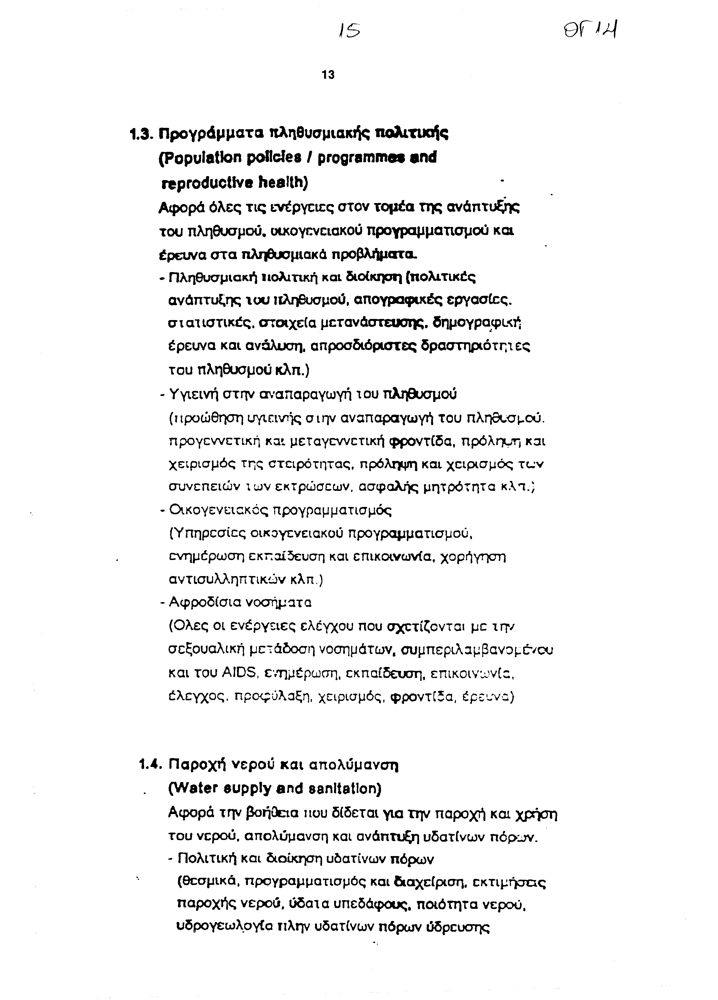 15 ΘΓ 14
13
1.3. Προγράμματα πληθυσμιακής πολιτικής
(Population policies / programmes and
reproductive health)
Αφορά όλες τις ενέργειες στον τομέα της ανάπτυξης
του πληθυσμού, οικογενειακού προγραμματισμού και
έρευνα στα πληθυσμιακά προβλήματα.
- Πληθυσμιακή πολιτική και διοίκηση (πολιτικές
ανάπτυξης του πληθυσμού, απογραφικές εργασίες,
στατιστικές, στοιχεία μετανάστευσης, δημογραφική
έρευνα και ανάλυση, απροσδιόριστες δραστηριότητες
του πληθυσμού κλπ.)
- Υγιεινή στην αναπαραγωγή του πληθυσμού
(προώθηση υγιεινής στην αναπαραγωγή του πληθυσμού,
προγεννετική και μεταγεννετική φροντίδα, πρόληψη και
χειρισμός της στειρότητας, πρόληψη και χειρισμός των
συνεπειών των εκτρώσεων, ασφαλής μητρότητα κλπ.)
- Οικογενειακός προγραμματισμός
(Υπηρεσίες οικογενειακού προγραμματισμού,
ενημέρωση εκπαίδευση και επικοινωνία, χορήγηση
αντισυλληπτικών κλπ.)
- Αφροδίσια νοσήματα
(Ολες οι ενέργειες ελέγχου που σχετίζονται με την
σεξουαλική μετάδοση νοσημάτων, συμπεριλαμβανομένου
και του AIDS, ενημέρωση, εκπαίδευση, επικοινωνία,
έλεγχος, προφύλαξη, χειρισμός, φροντίδα, έρευνα)
1.4. Παροχή νερού και απολύμανση
(Water supply and sanitation)
Αφορά την βοήθεια που δίδεται για την παροχή και χρήση
του νερού, απολύμανση και ανάπτυξη υδατίνων πόρων.
- Πολιτική και διοίκηση υδατίνων πόρων
(θεσμικά, προγραμματισμός και διαχείριση, εκτιμήσεις
παροχής νερού, ύδατα υπεδάφους, ποιότητα νερού,
υδρογεωλογία πλην υδατίνων πόρων ύδρευσης